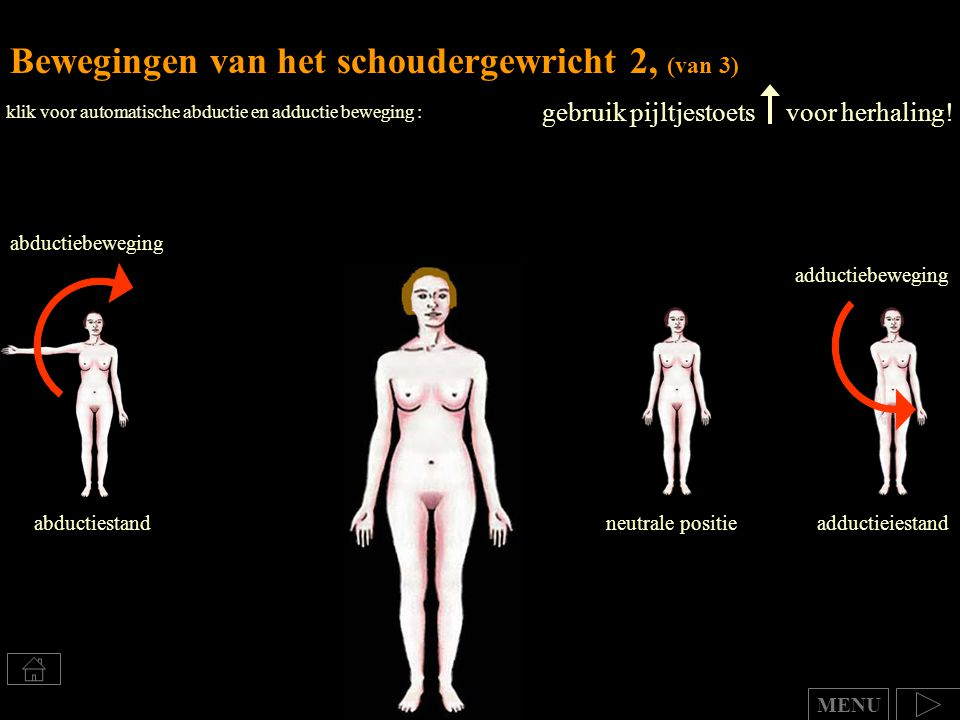 Bewegingen van het schoudergewricht 2, (van 3)
klik voor automatische abductie en adductie beweging :
gebruik pijltjestoets voor herhaling!
abductiebeweging
adductiebeweging
abductiestand
neutrale positie
adductieiestand
MENU